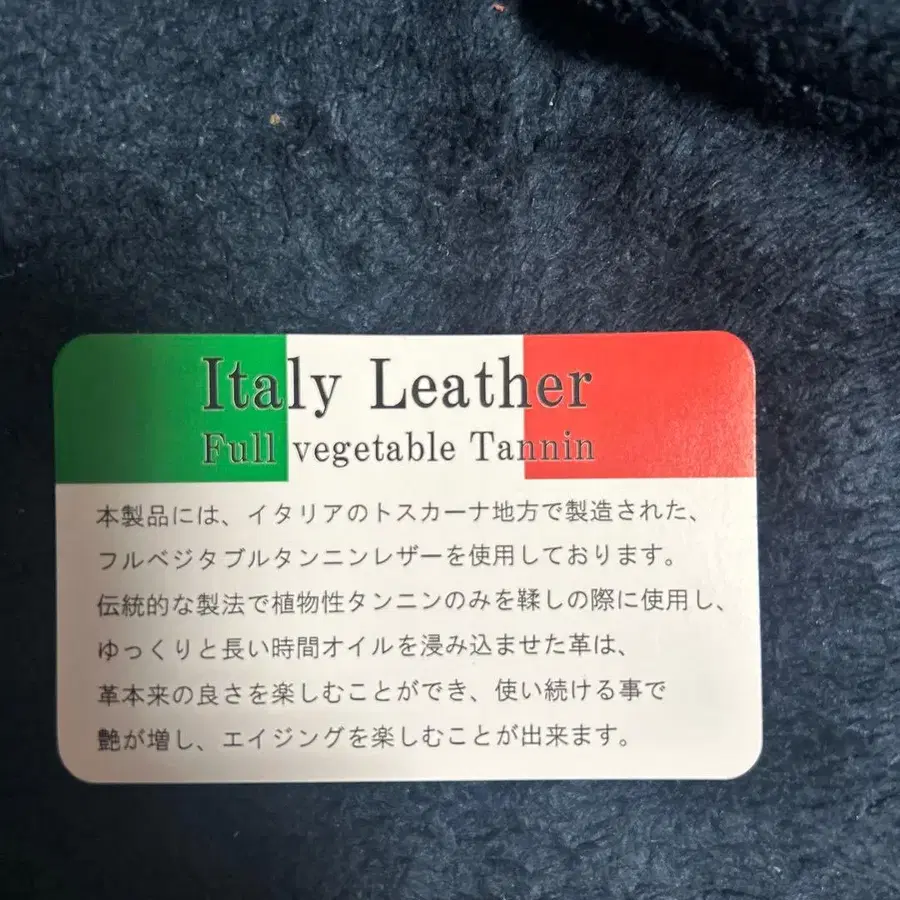 Italy Leather
Full vegetable Tannin
本製品には、イタリアのトスカーナ地方で製造された、
フルベジタブルタンニンレザーを使用しております。
伝統的な製法で植物性タンニンのみを鞣しの際に使用し、
ゆっくりと長い時間オイルを浸み込ませた革は、
革本来の良さを楽しむことができ、使い続ける事で
艶が増し、エイジングを楽しむことが出来ます。